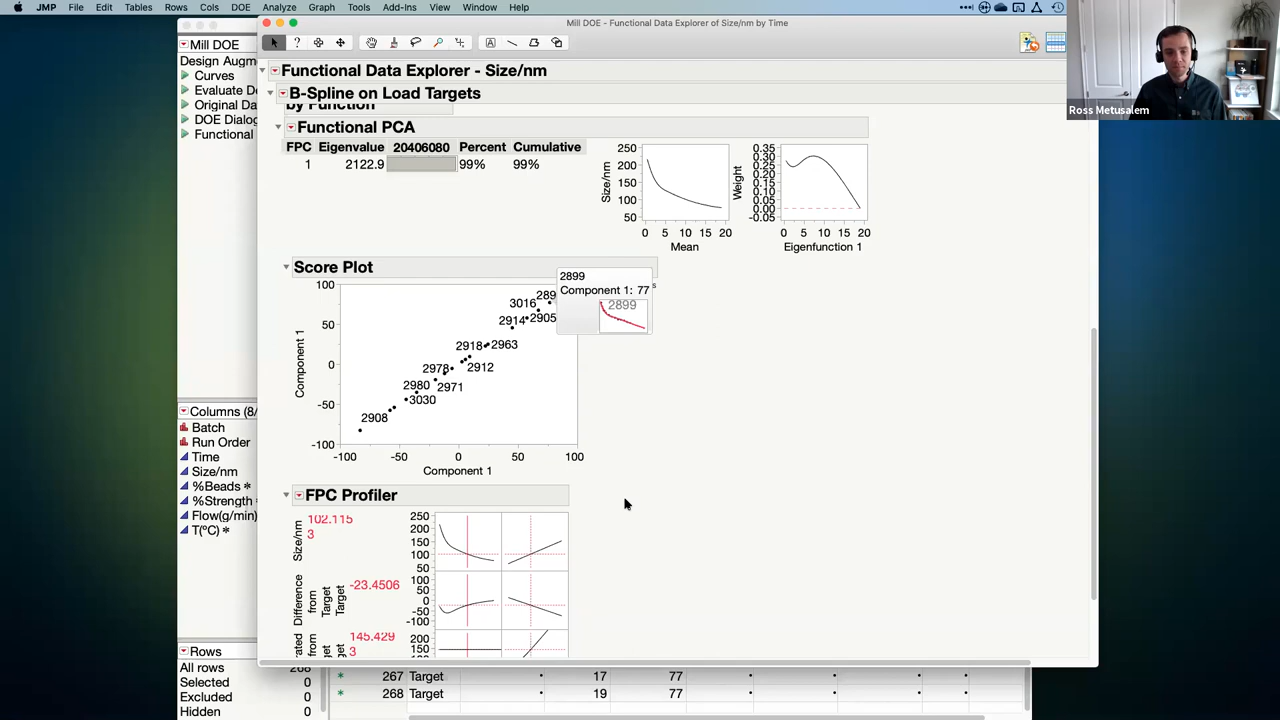 JMP File Edit Tables Rows Cols DOE Analyze Graph Tools Add-Ins View Window Help
Mill DOE - Functional Data Explorer of Size/nm by Time
Mill DOE
Design Augm
Curves
Evaluate De
Original Da
DOE Dialog
Functional
Columns (8/
Batch
Run Order
Time
Size/nm
%Beads *
%Strength *
Flow(g/min)
T(°C) *
Rows
All rows 268
Selected 0
Excluded 0
Hidden 0
Functional Data Explorer - Size/nm
B-Spline on Load Targets
by Function
Functional PCA
FPC Eigenvalue 20406080 Percent Cumulative
1 2122.9 99% 99%
Size/nm
250
200
150
100
50
0 5 10 15 20
Mean
Weight
0.35
0.30
0.25
0.20
0.15
0.10
0.05
0.00
-0.05
0 5 10 15 20
Eigenfunction 1
Score Plot
Component 1
100
50
0
-50
-100
289
3016
2914 2905
2918 2963
2978 2912
2980 2971
3030
2908
-100 -50 0 50 100
Component 1
2899
Component 1: 77
2899
FPC Profiler
Size/nm
102.115
3
250
200
150
100
50
Difference
from
Target
Target
-23.4506
100
50
0
-50
-100
rated
from
Target
145.429
3
200
150
267 Target • 17 77 • • • •
268 Target • 19 77 • • • •
Ross Metusalem